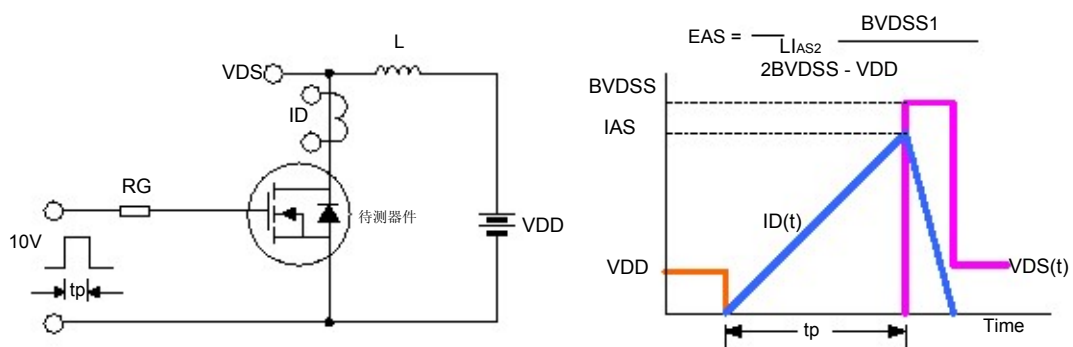 L
VDS
ID
RG
10V
tp
待测器件
VDD
BVDSS1
EAS =
LIAS2
2BVDSS - VDD
BVDSS
IAS
ID(t)
VDD
VDS(t)
tp
Time